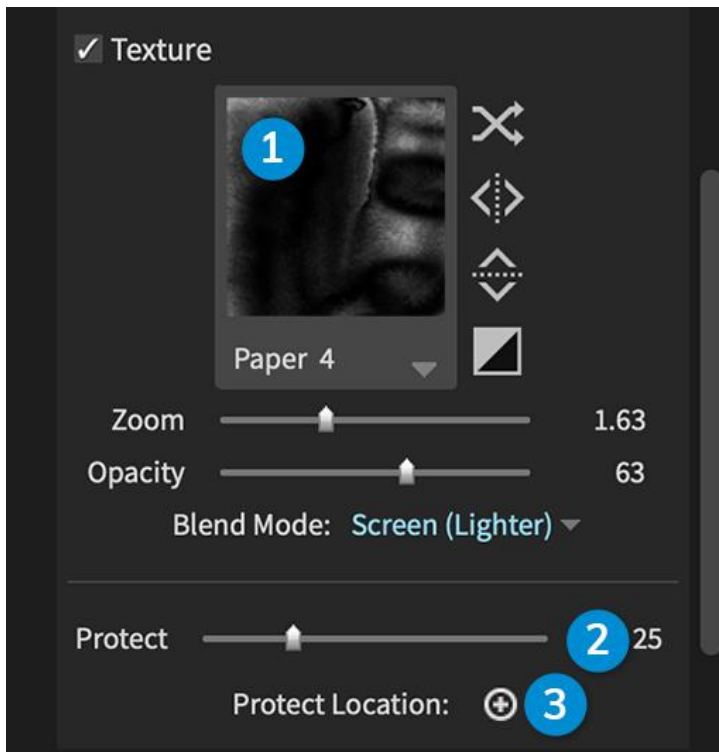 Texture
1
Paper 4
Zoom 1.63
Opacity 63
Blend Mode: Screen (Lighter)
Protect 2 25
Protect Location: 3